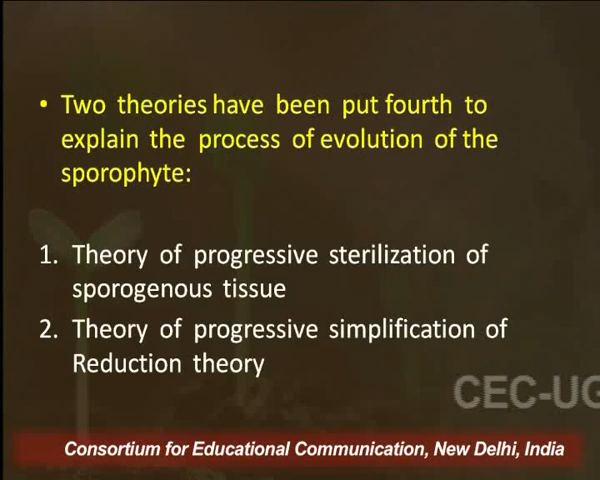 • Two theories have been put fourth to
explain the process of evolution of the
sporophyte:
1. Theory of progressive sterilization of
sporogenous tissue
2. Theory of progressive simplification of
Reduction theory
CEC-UG
Consortium for Educational Communication, New Delhi, India